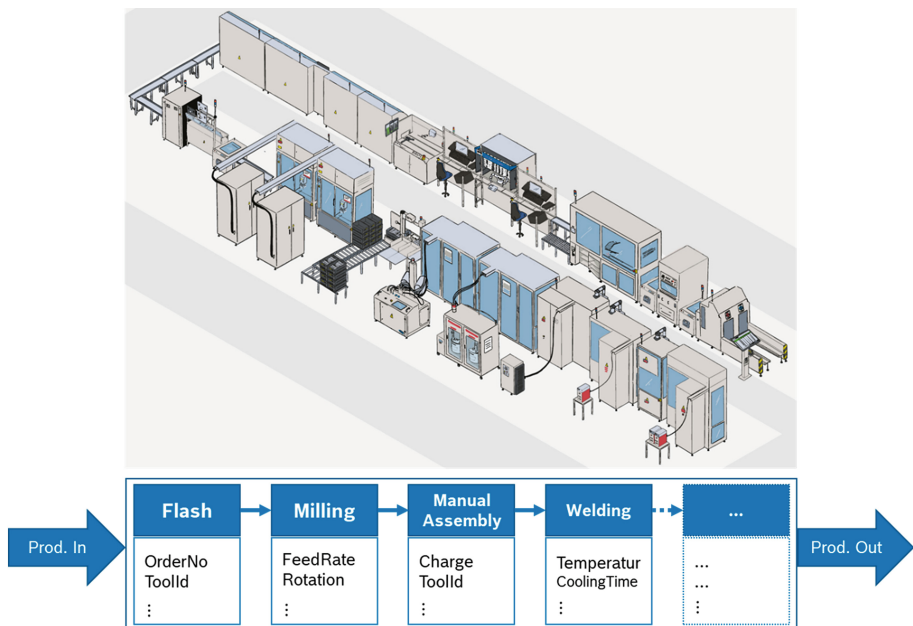 Prod. In
Flash
OrderNo
ToolId
⋮
Milling
FeedRate
Rotation
⋮
Manual
Assembly
Charge
ToolId
⋮
Welding
Temperatur
CoolingTime
⋮
...
...
...
⋮
Prod. Out